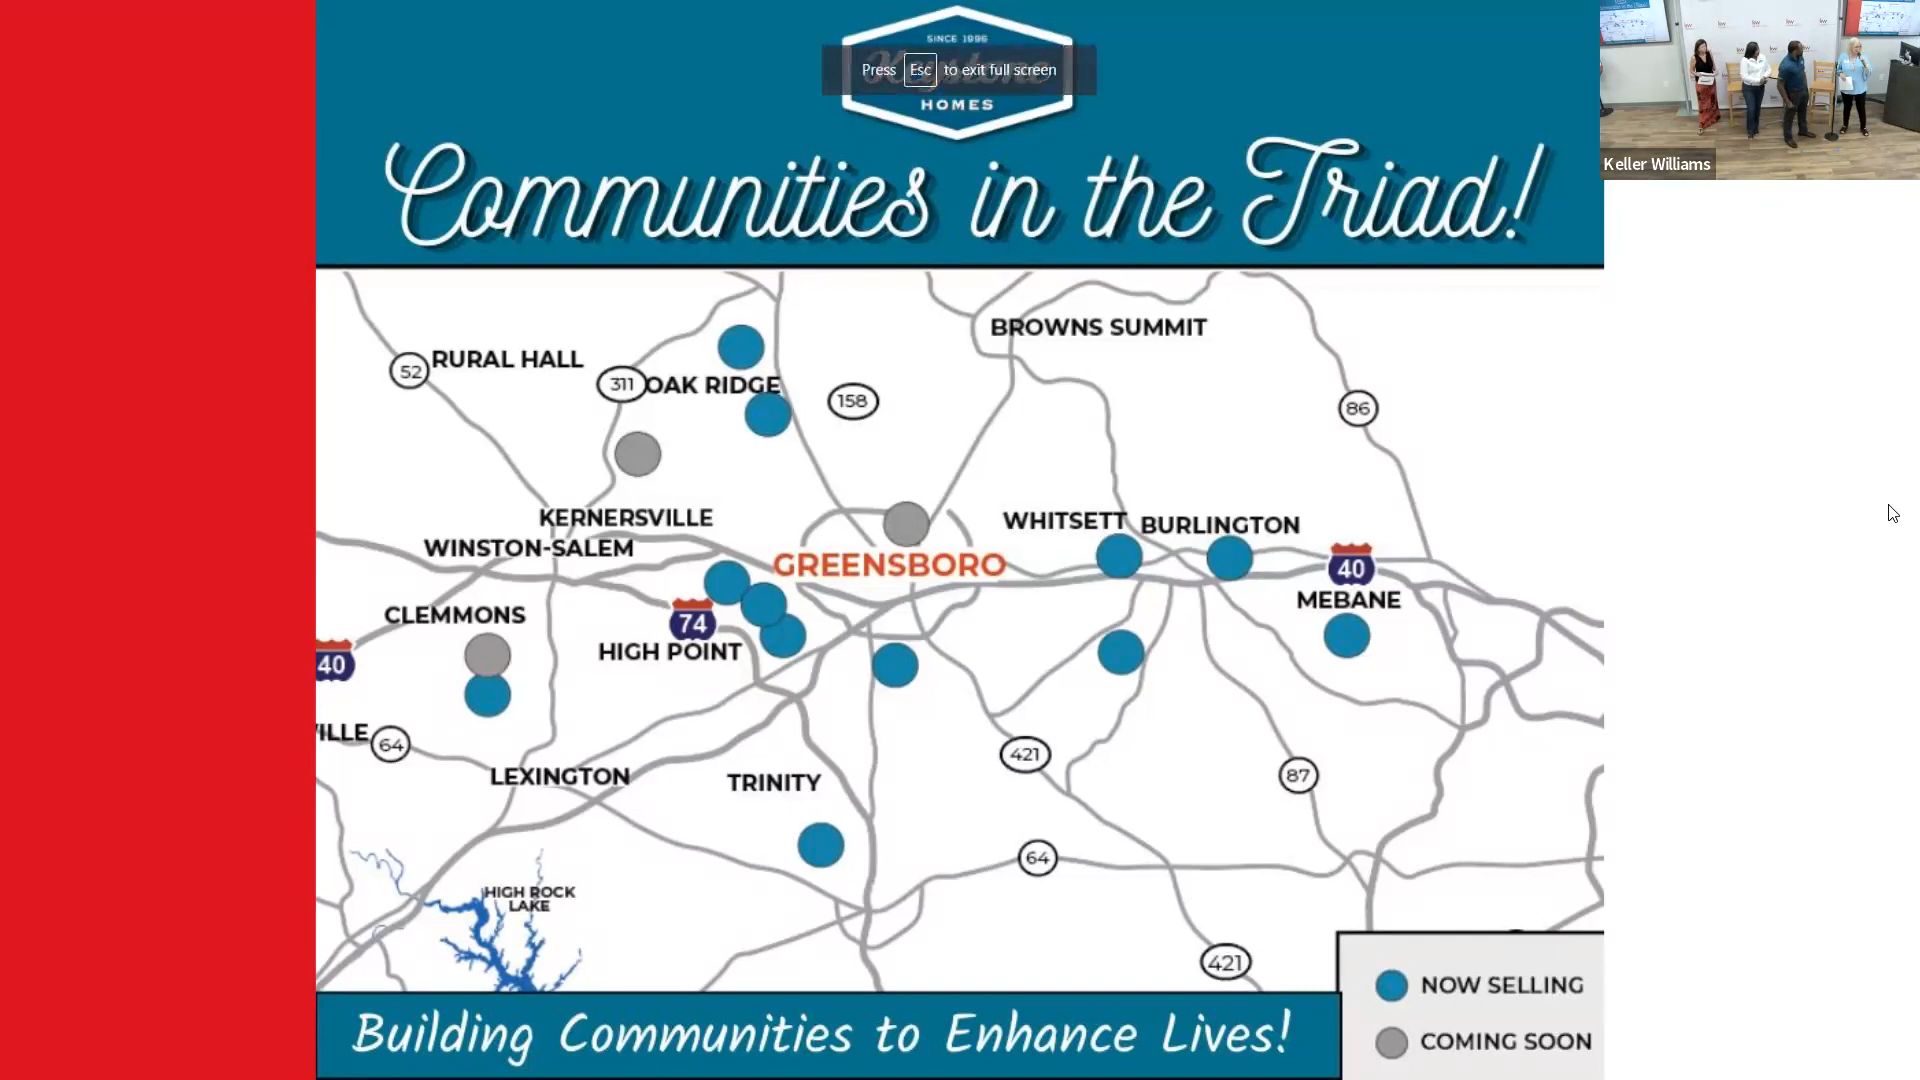 SINCE 1996
Press Esc to exit full screen
HOMES
Communities in the Triad!
Keller Williams
BROWNS SUMMIT
52
RURAL HALL
311
OAK RIDGE
158
86
KERNERSVILLE
WHITSETT
BURLINGTON
WINSTON-SALEM
GREENSBORO
40
MEBANE
CLEMMONS
74
HIGH POINT
40
VILLE
64
LEXINGTON
TRINITY
421
87
64
HIGH ROCK
LAKE
421
NOW SELLING
COMING SOON
Building Communities to Enhance Lives!